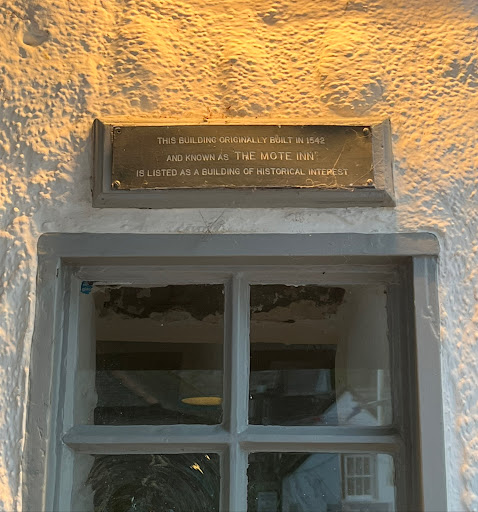 THIS BUILDING ORIGINALLY BUILT IN 1542
AND KNOWN AS "THE MOTE INN"
IS LISTED AS A BUILDING OF HISTORICAL INTEREST